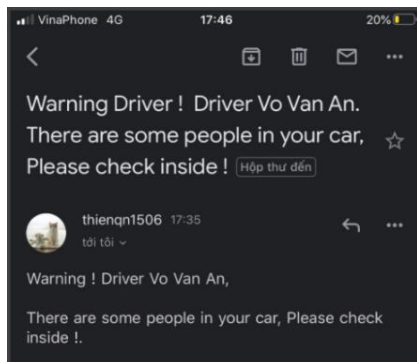 VinaPhone 4G 17:46 20%
Warning Driver ! Driver Vo Van An.
There are some people in your car,
Please check inside ! Hộp thư đến
thienqn1506 17:35
tới tôi
Warning ! Driver Vo Van An,
There are some people in your car, Please check
inside !.